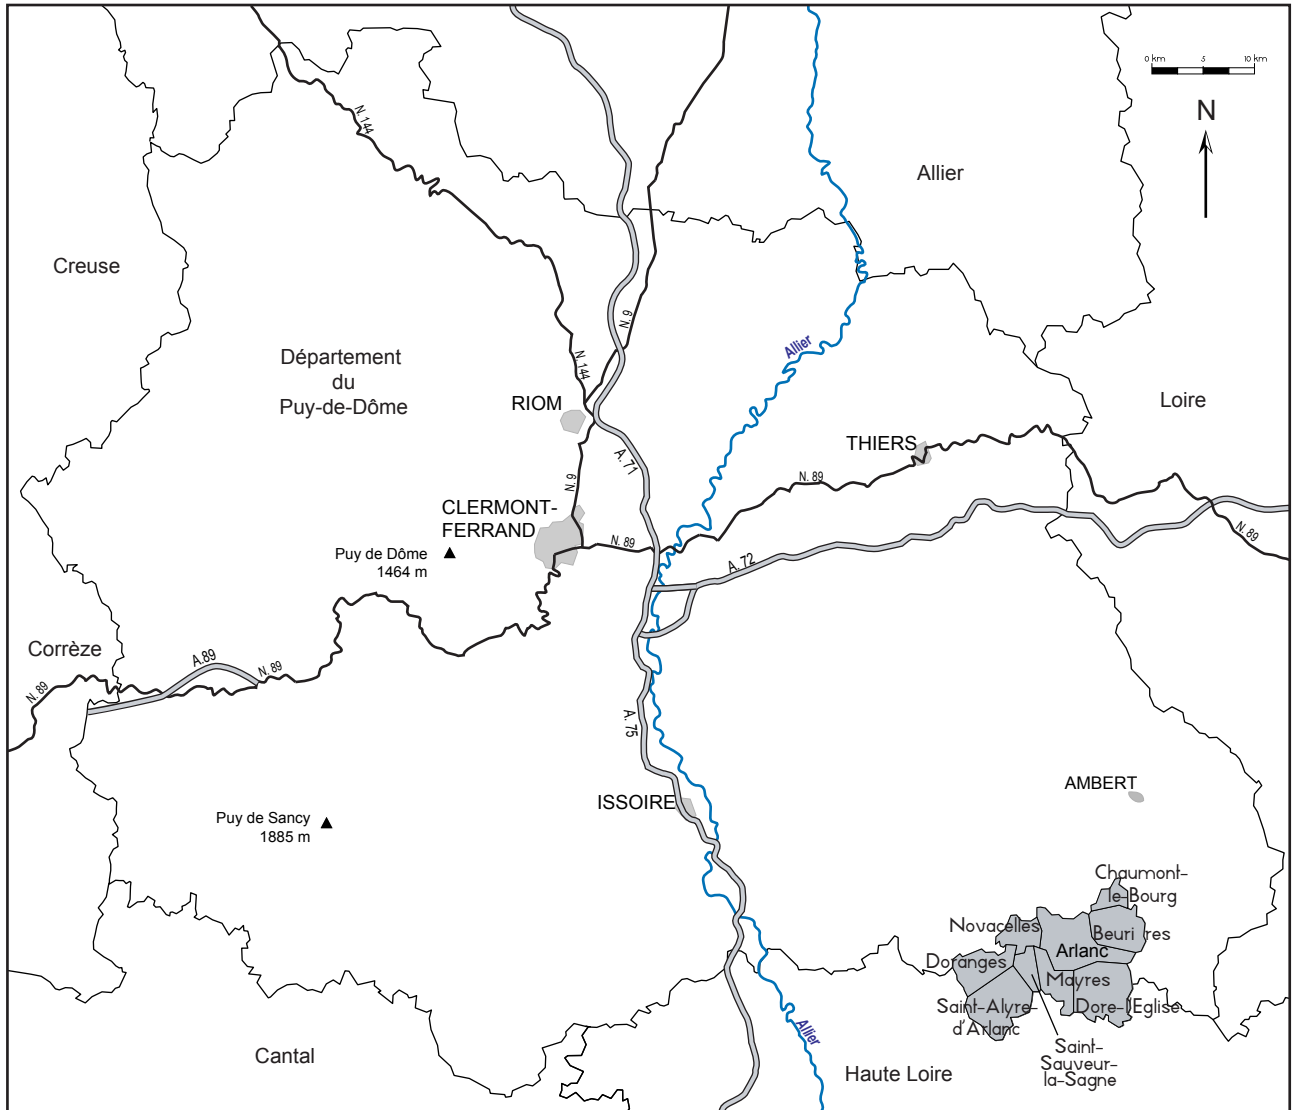 0 km 5 10 km
N
N. 144
Allier
Creuse
N. 9
Allier
Département
du
Puy-de-Dôme
N. 144
RIOM
Loire
THIERS
A. 71
N. 9
N. 89
CLERMONT-
FERRAND
N. 89
N. 89
Puy de Dôme
1464 m
A. 72
Corrèze
A.89
N. 89
N. 89
A. 75
AMBERT
ISSOIRE
Puy de Sancy
1885 m
Chaumont-
le-Bourg
Novacelles
Beuri res
Arlanc
Doranges
Mayres
Saint-Alyre-
d'Arlanc
Dore-l'Eglise
Allier
Saint-
Sauveur-
la-Sagne
Cantal
Haute Loire